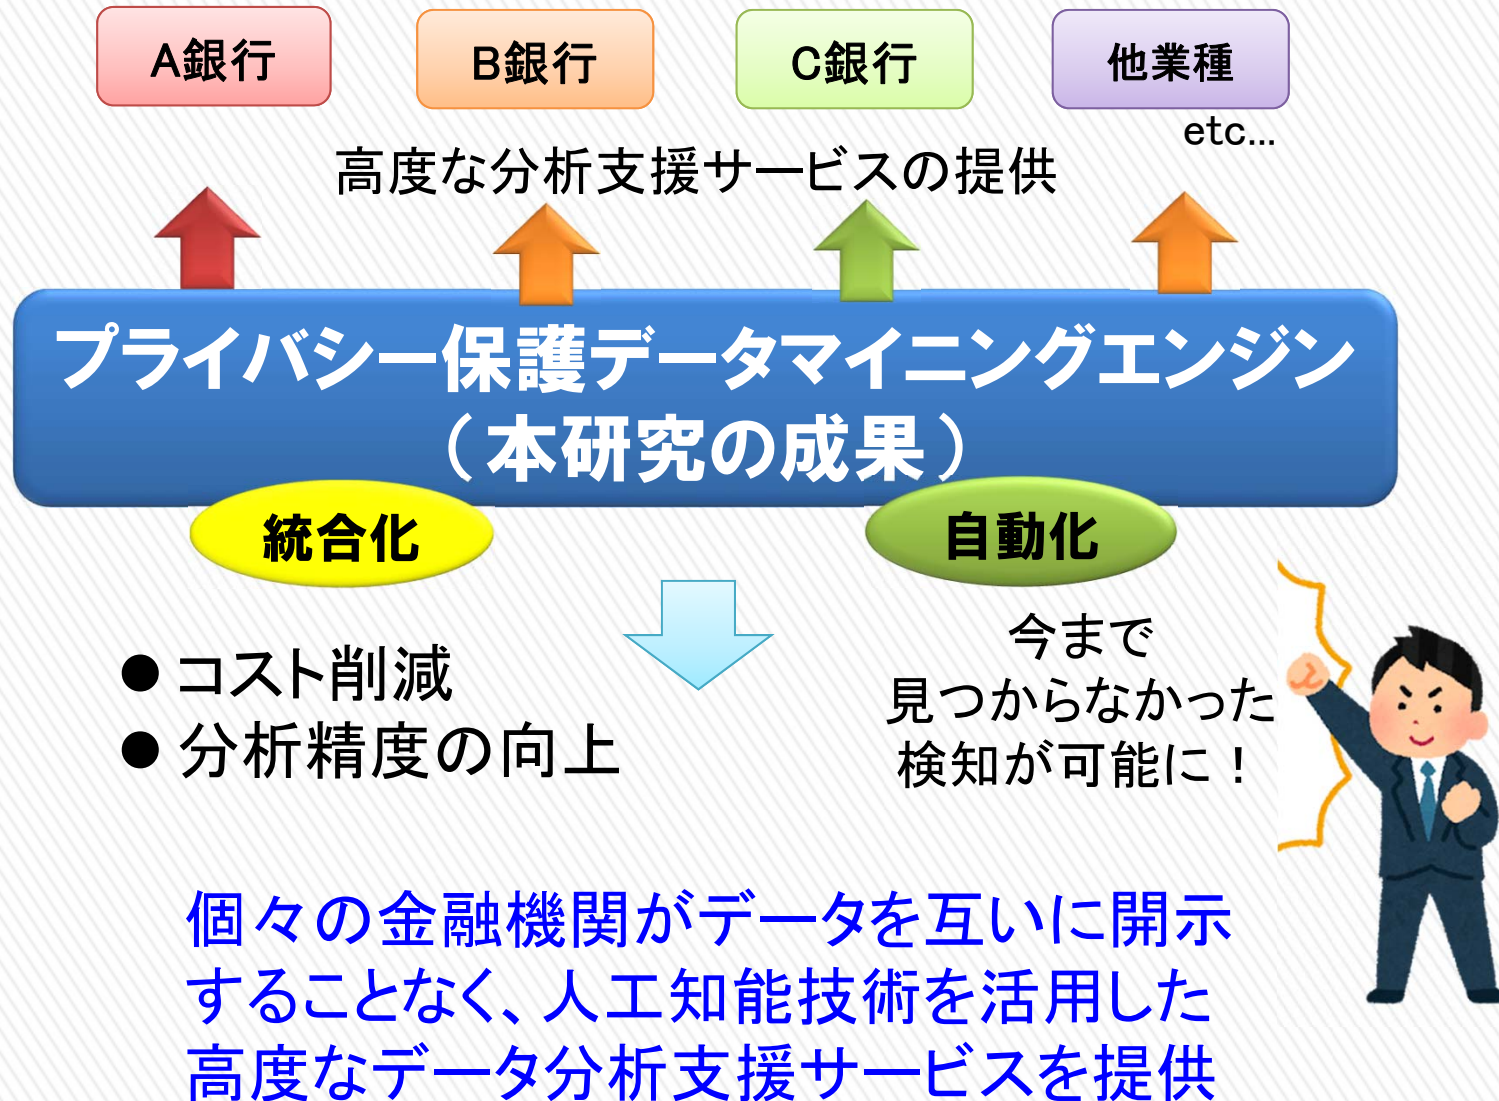 A銀行
B銀行
C銀行
他業種
etc...
高度な分析支援サービスの提供
プライバシー保護データマイニングエンジン
（本研究の成果）
統合化
自動化
● コスト削減
● 分析精度の向上
今まで
見つからなかった
検知が可能に！
個々の金融機関がデータを互いに開示
することなく、人工知能技術を活用した
高度なデータ分析支援サービスを提供